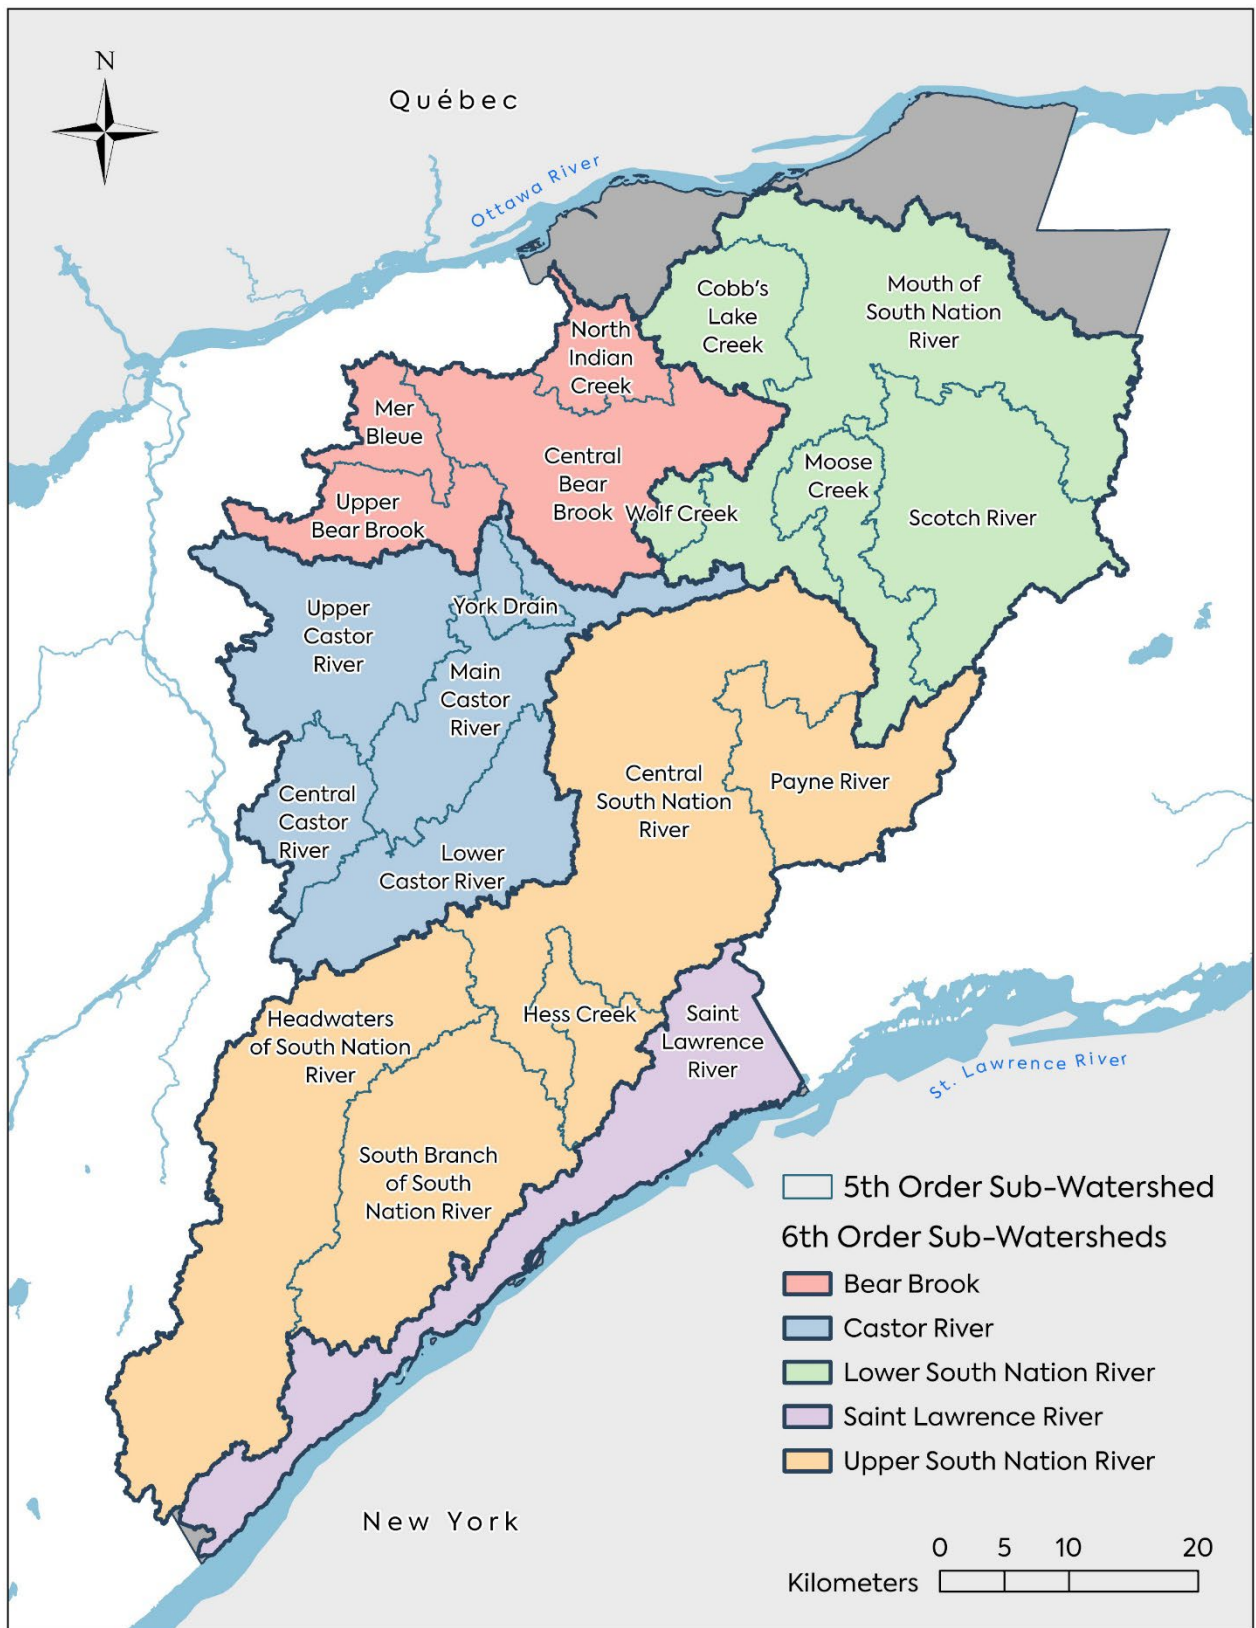 N
Québec
Ottawa River
Cobb's
Lake
Creek
Mouth of
South Nation
River
North
Indian
Creek
Mer
Bleue
Central
Bear
Brook
Moose
Creek
Upper
Bear Brook
Wolf Creek
Scotch River
Upper
Castor
River
York Drain
Main
Castor
River
Central
South Nation
River
Payne River
Central
Castor
River
Lower
Castor River
Headwaters
of South Nation
River
Hess Creek
Saint
Lawrence
River
St. Lawrence River
South Branch
of South
Nation River
5th Order Sub-Watershed
6th Order Sub-Watersheds
Bear Brook
Castor River
Lower South Nation River
Saint Lawrence River
Upper South Nation River
New York
0 5 10 20
Kilometers